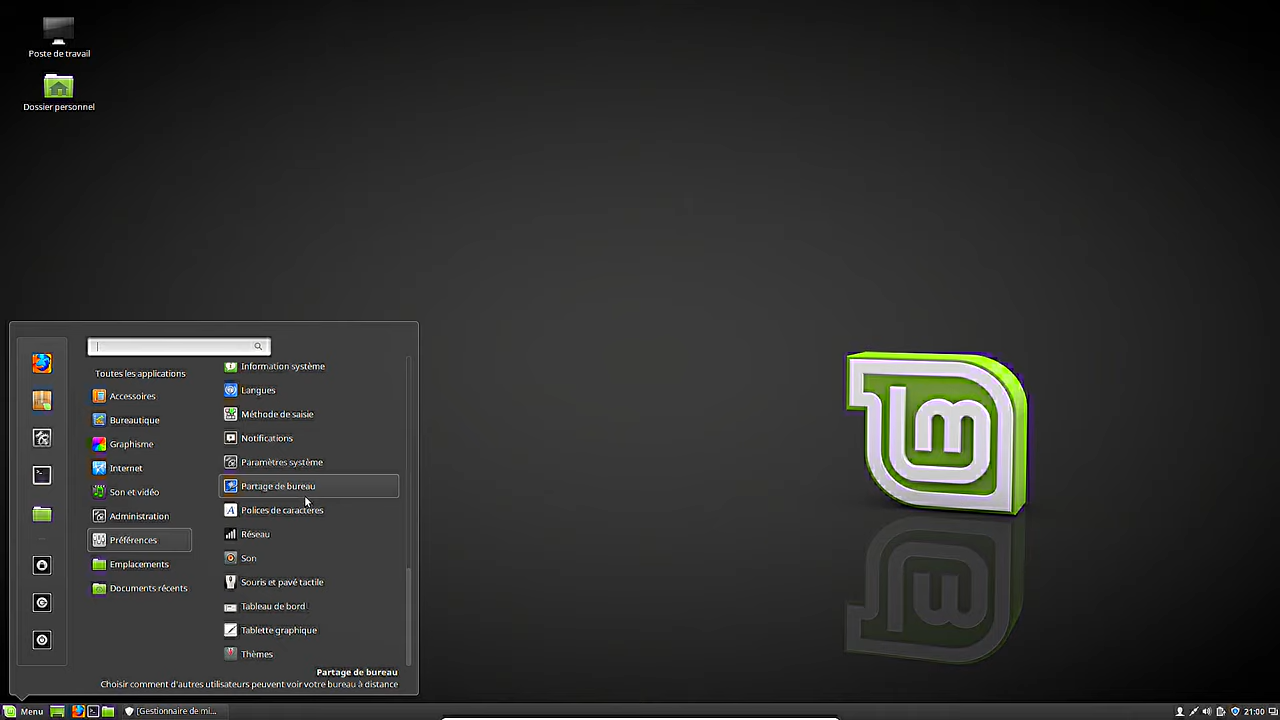 Poste de travail
Dossier personnel
Toutes les applications
Accessoires
Bureautique
Graphisme
Internet
Son et vidéo
Administration
Préférences
Emplacements
Documents récents
Information système
Langues
Méthode de saisie
Notifications
Paramètres système
Partage de bureau
Polices de caractères
Réseau
Son
Souris et pavé tactile
Tableau de bord
Tablette graphique
Thèmes
Partage de bureau
Choisir comment d'autres utilisateurs peuvent voir votre bureau à distance
Menu
[Gestionnaire de mi...
21:00